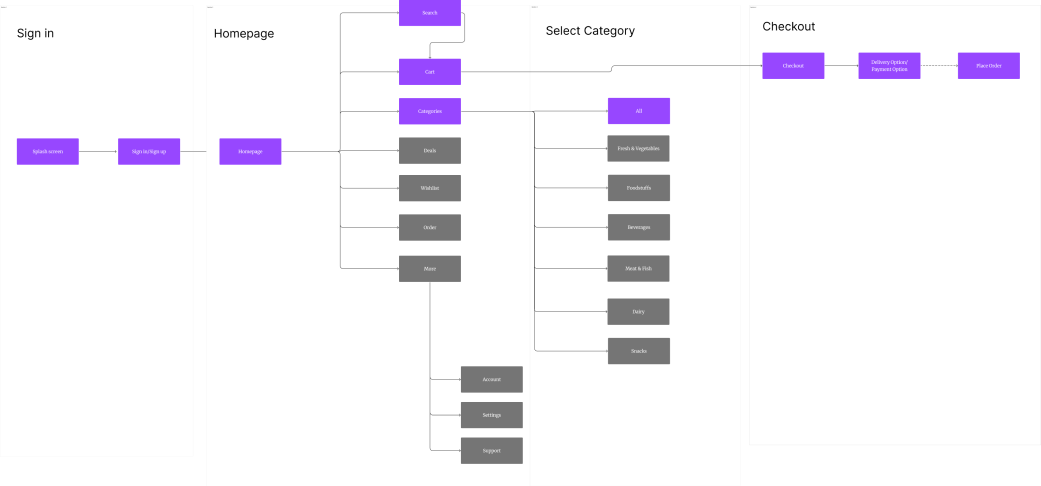 Sign in
Splash screen
Sign in/Sign up
Homepage
Homepage
Search
Cart
Categories
Deals
Wishlist
Order
More
Account
Settings
Support
Select Category
All
Fresh & Vegetables
Foodstuffs
Beverages
Meat & Fish
Dairy
Snacks
Checkout
Checkout
Delivery Option/
Payment Option
Place Order